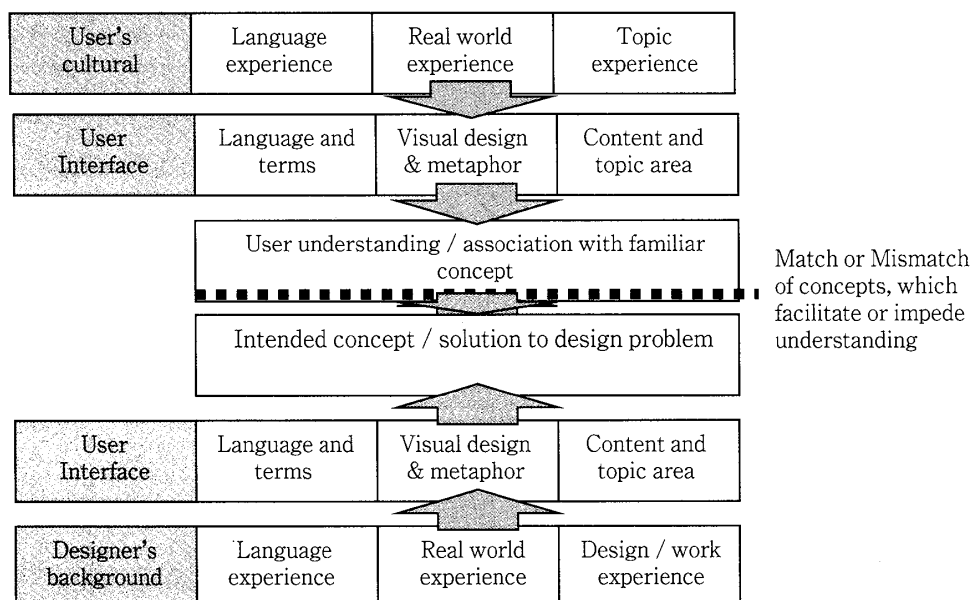 User's
cultural
Language
experience
Real world
experience
Topic
experience
User
Interface
Language and
terms
Visual design
& metaphor
Content and
topic area
User understanding / association with familiar
concept
Match or Mismatch
of concepts, which
facilitate or impede
understanding
Intended concept / solution to design problem
User
Interface
Language and
terms
Visual design
& metaphor
Content and
topic area
Designer's
background
Language
experience
Real world
experience
Design / work
experience